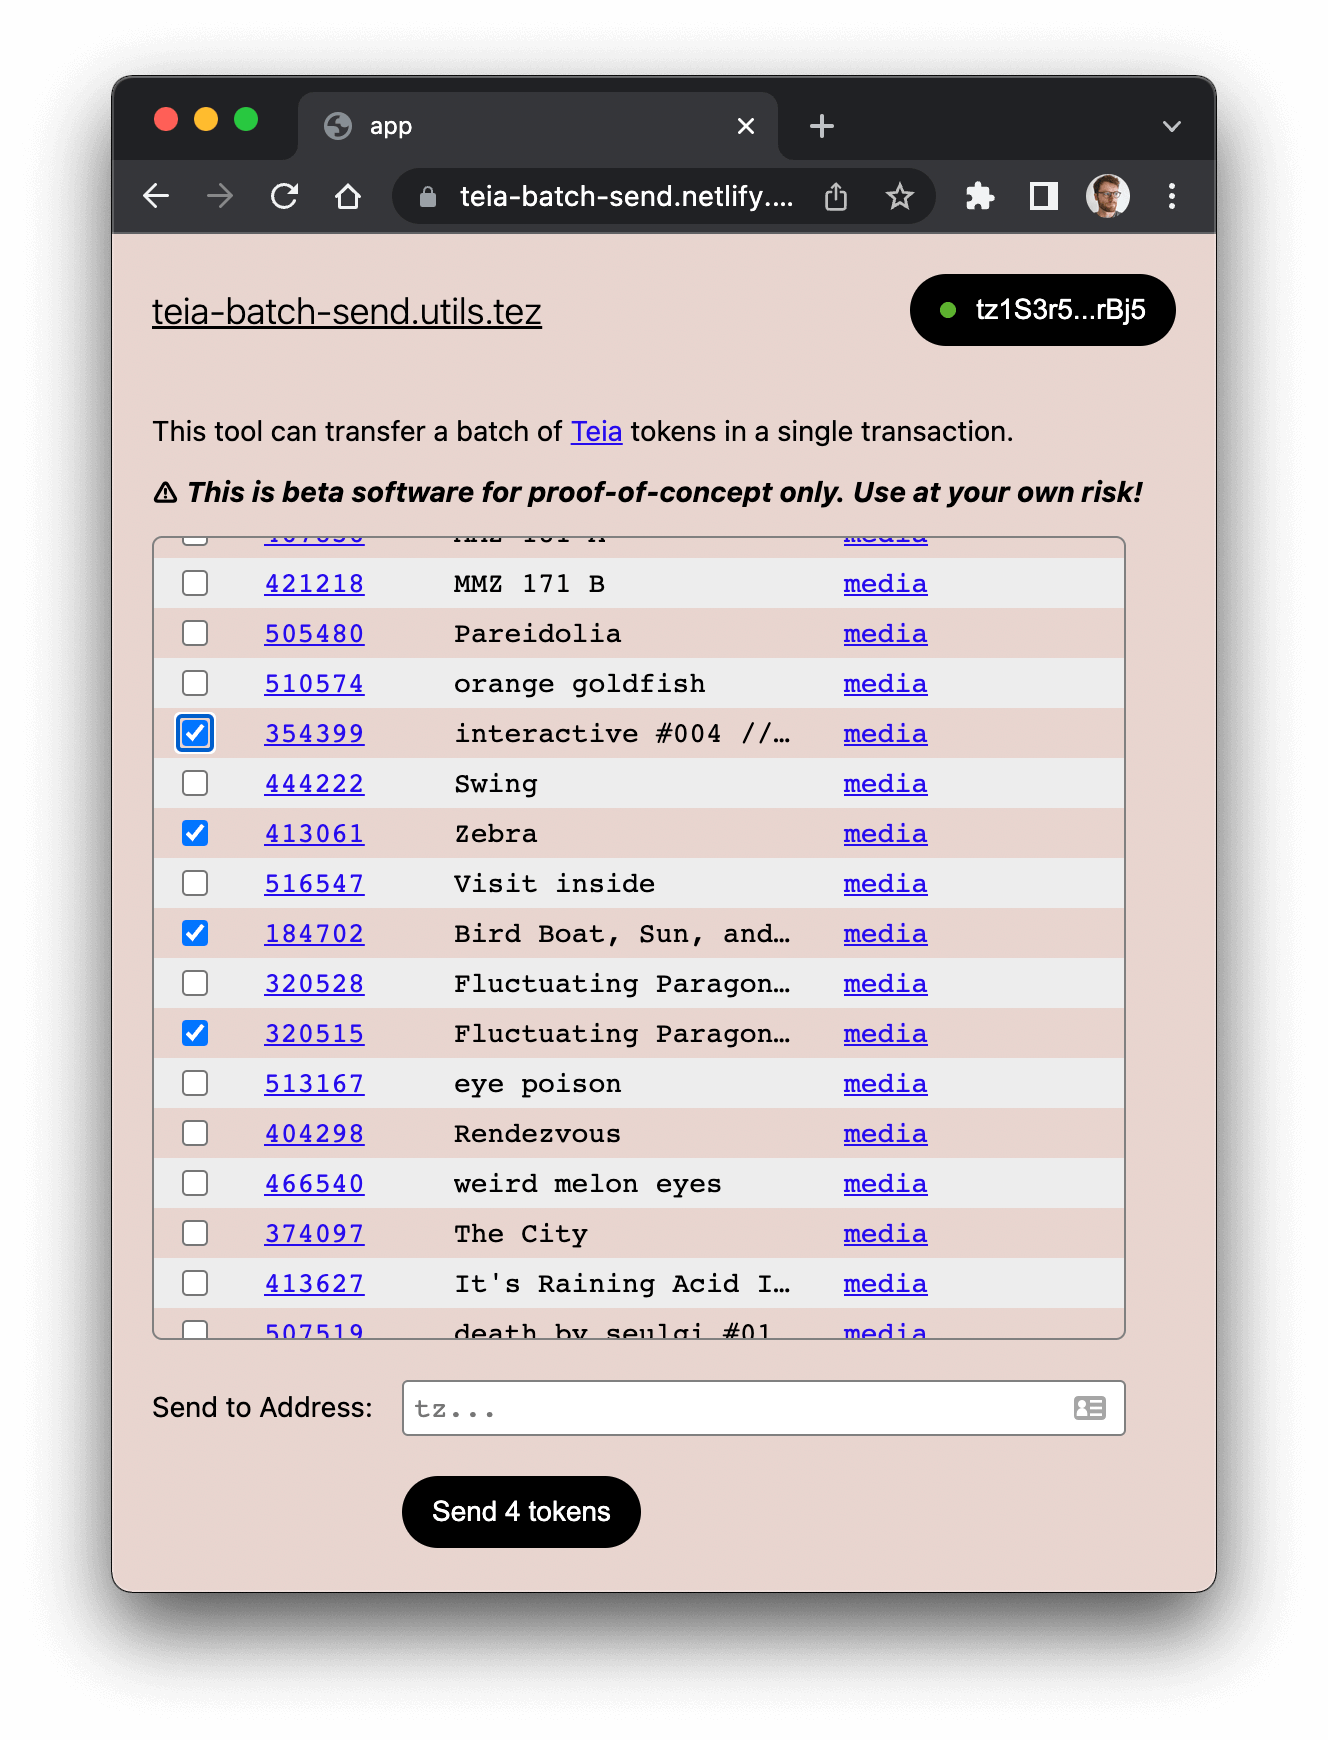 app
teia-batch-send.netlify....
teia-batch-send.utils.tez
tz1S3r5...rBj5
This tool can transfer a batch of Teia tokens in a single transaction.
⚠ This is beta software for proof-of-concept only. Use at your own risk!
media
421218 MMZ 171 B media
505480 Pareidolia media
510574 orange goldfish media
354399 interactive #004 //… media
444222 Swing media
413061 Zebra media
516547 Visit inside media
184702 Bird Boat, Sun, and… media
320528 Fluctuating Paragon… media
320515 Fluctuating Paragon… media
513167 eye poison media
404298 Rendezvous media
466540 weird melon eyes media
374097 The City media
413627 It's Raining Acid I… media
507519 death by seulgi #01 media
Send to Address: tz...
Send 4 tokens